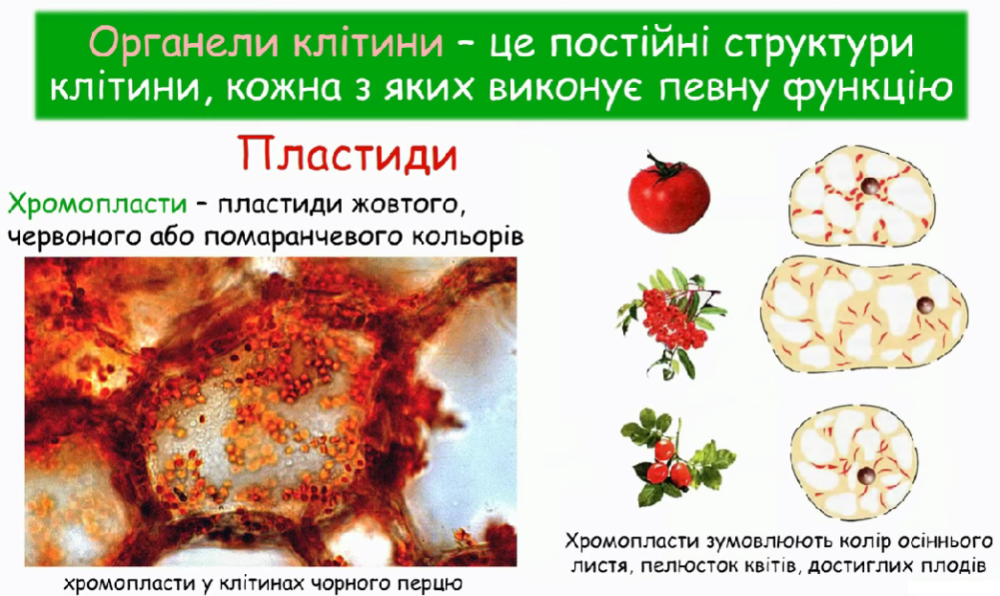 Органели клітини – це постійні структури
клітини, кожна з яких виконує певну функцію
Пластиди
Хромопласти – пластиди жовтого,
червоного або помаранчевого кольорів
хромопласти у клітинах чорного перцю
Хромопласти зумовлюють колір осіннього
листя, пелюсток квітів, достиглих плодів